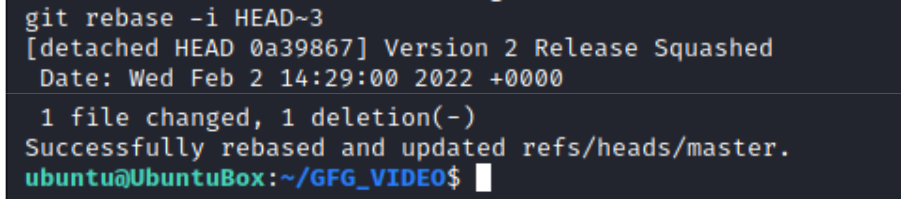 git rebase -i HEAD~3
[detached HEAD 0a39867] Version 2 Release Squashed
 Date: Wed Feb 2 14:29:00 2022 +0000
 1 file changed, 1 deletion(-)
Successfully rebased and updated refs/heads/master.
ubuntu@UbuntuBox:~/GFG_VIDEO$